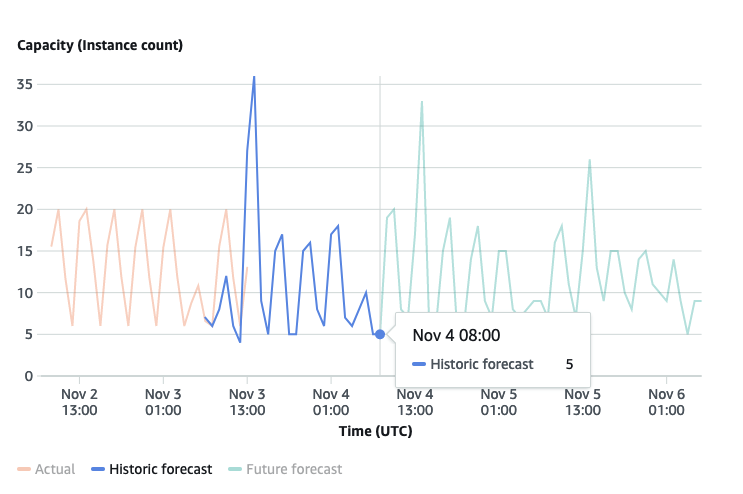 Capacity (Instance count)
35
30
25
20
15
10
5
0
Nov 4 08:00
Historic forecast 5
Nov 2 Nov 3 Nov 3 Nov 4 Nov 4 Nov 5 Nov 5 Nov 6
13:00 01:00 13:00 01:00 13:00 01:00 13:00 01:00
Time (UTC)
Actual Historic forecast Future forecast